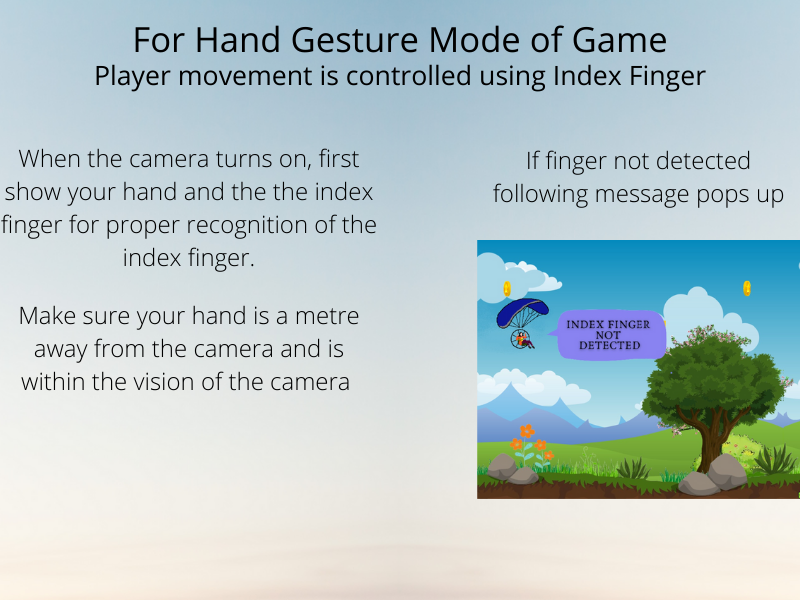 For Hand Gesture Mode of Game
Player movement is controlled using Index Finger
When the camera turns on, first
show your hand and the the index
finger for proper recognition of the
index finger.
Make sure your hand is a metre
away from the camera and is
within the vision of the camera
If finger not detected
following message pops up
INDEX FINGER
NOT
DETECTED